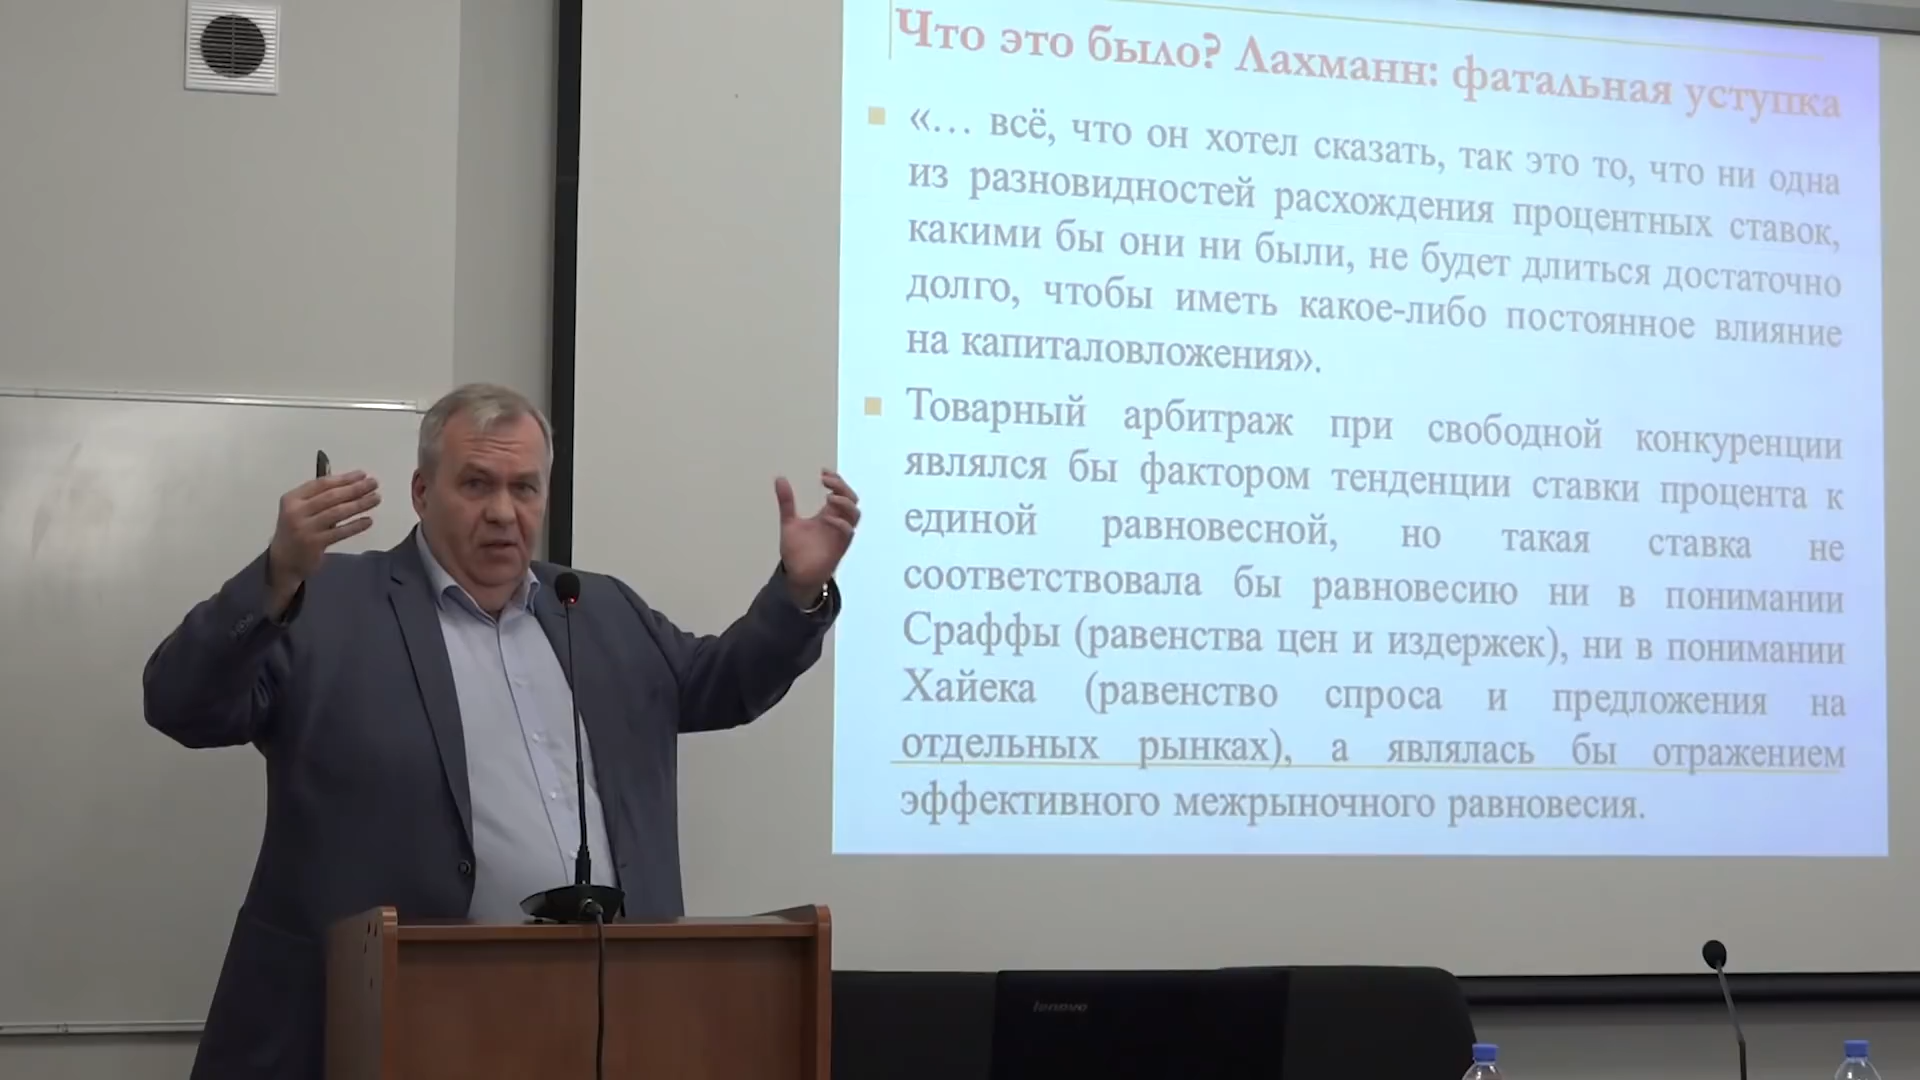 Что это было? Лахманн: фатальная уступка
«… всё, что он хотел сказать, так это то, что ни одна
из разновидностей расхождения процентных ставок,
какими бы они ни были, не будет длиться достаточно
долго, чтобы иметь какое-либо постоянное влияние
на капиталовложения».
Товарный арбитраж при свободной конкуренции
являлся бы фактором тенденции ставки процента к
единой равновесной, но такая ставка не
соответствовала бы равновесию ни в понимании
Сраффы (равенства цен и издержек), ни в понимании
Хайека (равенство спроса и предложения на
отдельных рынках), а являлась бы отражением
эффективного межрыночного равновесия.
lenovo